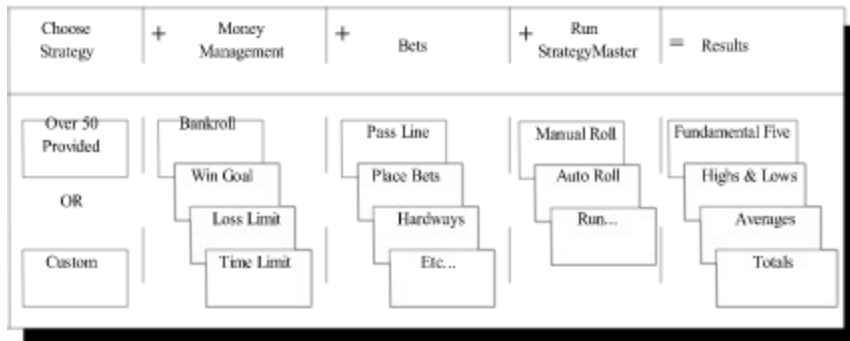 Choose
Strategy
+
Money
Management
+
Bets
+
Run
StrategyMaster
=
Results
Over 50
Provided
OR
Custom
Bankroll
Win Goal
Loss Limit
Time Limit
Pass Line
Place Bets
Hardways
Etc...
Manual Roll
Auto Roll
Run...
Fundamental Five
Highs & Lows
Averages
Totals